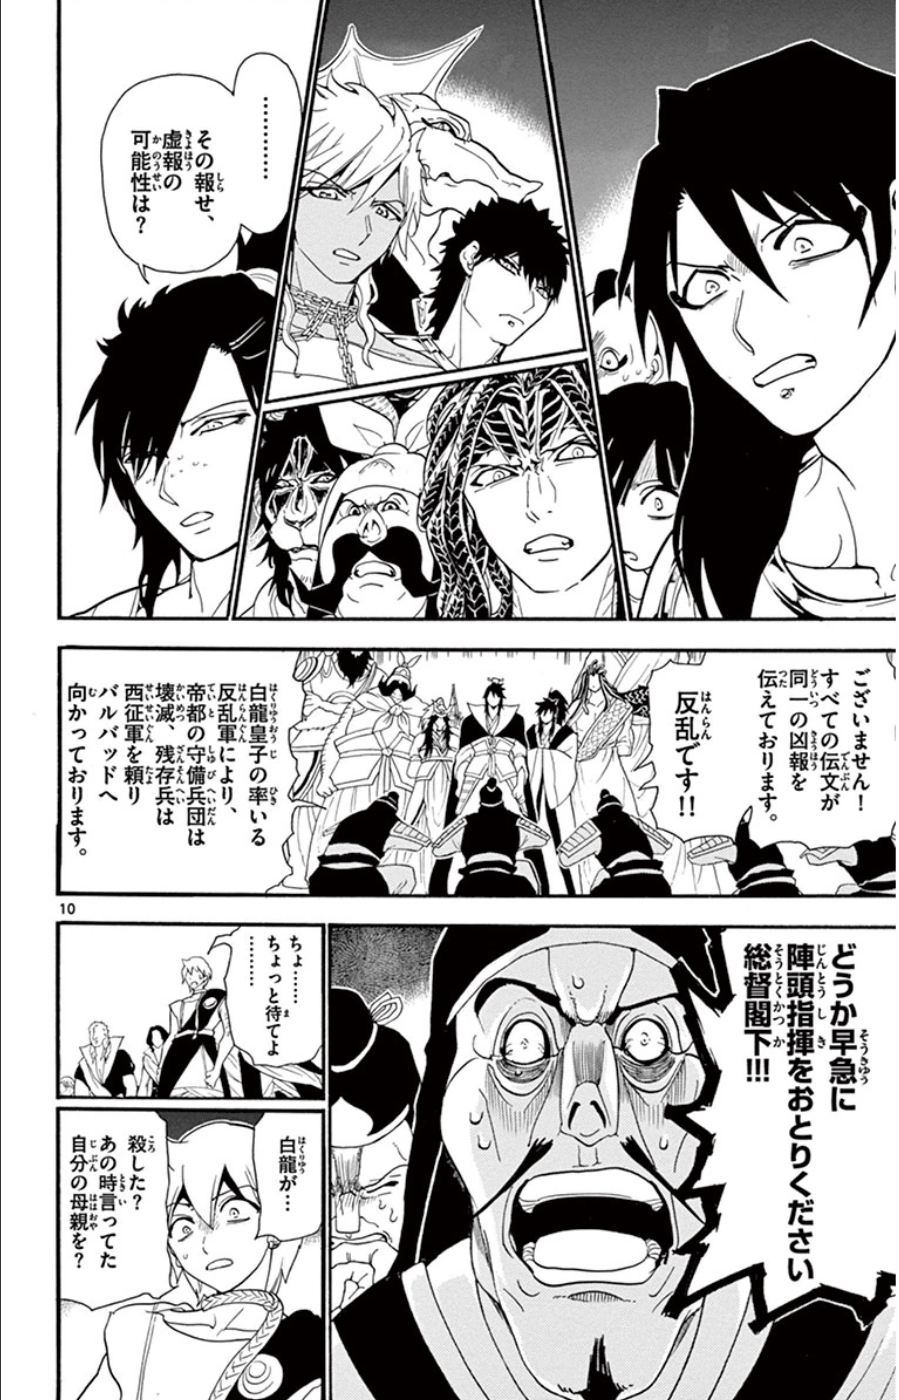 …………
その報せ、
虚報の
可能性は？
ございません！
すべての伝文が
同一の凶報を
伝えております。
反乱です!!
白龍皇子の率いる
反乱軍により、
帝都の守備兵団は
壊滅、残存兵は
西征軍を頼り
バルバッドへ
向かっております。
10
どうか早急に
陣頭指揮をおとりください
総督閣下!!!
ちょ……
ちょっと待てよ
…………
白龍が…
殺した？
あの時言ってた
自分の母親を？